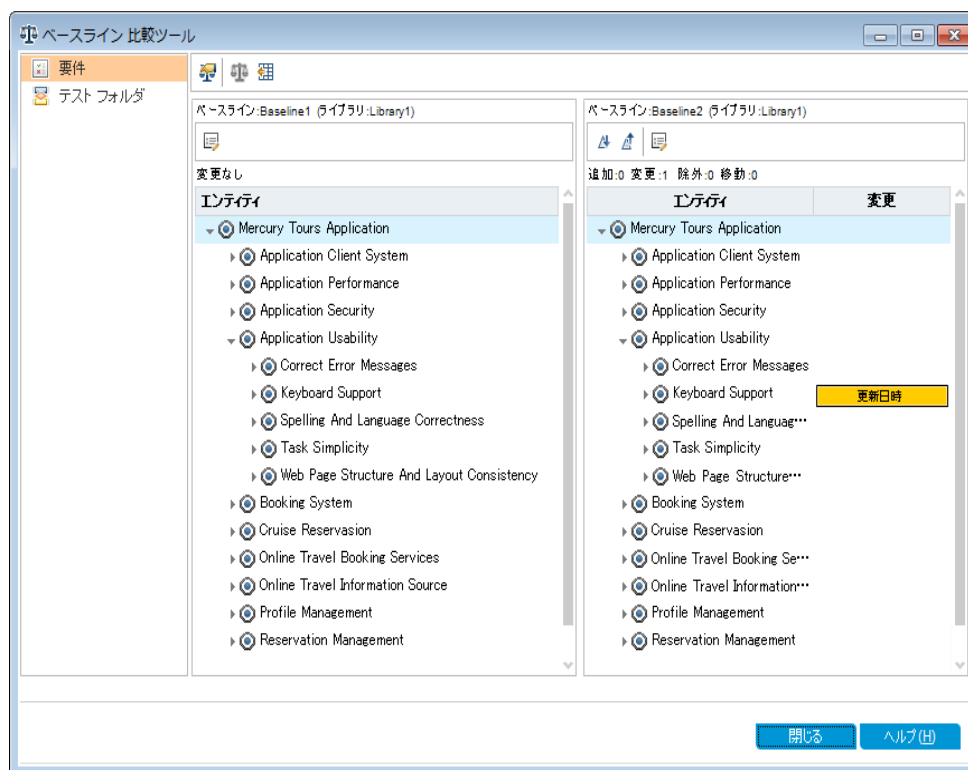 ベースライン 比較ツール
要件
テスト フォルダ
ベースライン:Baseline1 (ライブラリ:Library1)
変更なし
エンティティ
Mercury Tours Application
Application Client System
Application Performance
Application Security
Application Usability
Correct Error Messages
Keyboard Support
Spelling And Language Correctness
Task Simplicity
Web Page Structure And Layout Consistency
Booking System
Cruise Reservasion
Online Travel Booking Services
Online Travel Information Source
Profile Management
Reservation Management
ベースライン:Baseline2 (ライブラリ:Library1)
追加:0 変更:1 除外:0 移動:0
エンティティ 変更
Mercury Tours Application
Application Client System
Application Performance
Application Security
Application Usability
Correct Error Messages
Keyboard Support 更新日時
Spelling And Languag…
Task Simplicity
Web Page Structure…
Booking System
Cruise Reservasion
Online Travel Booking Se…
Online Travel Information…
Profile Management
Reservation Management
閉じる ヘルプ(H)